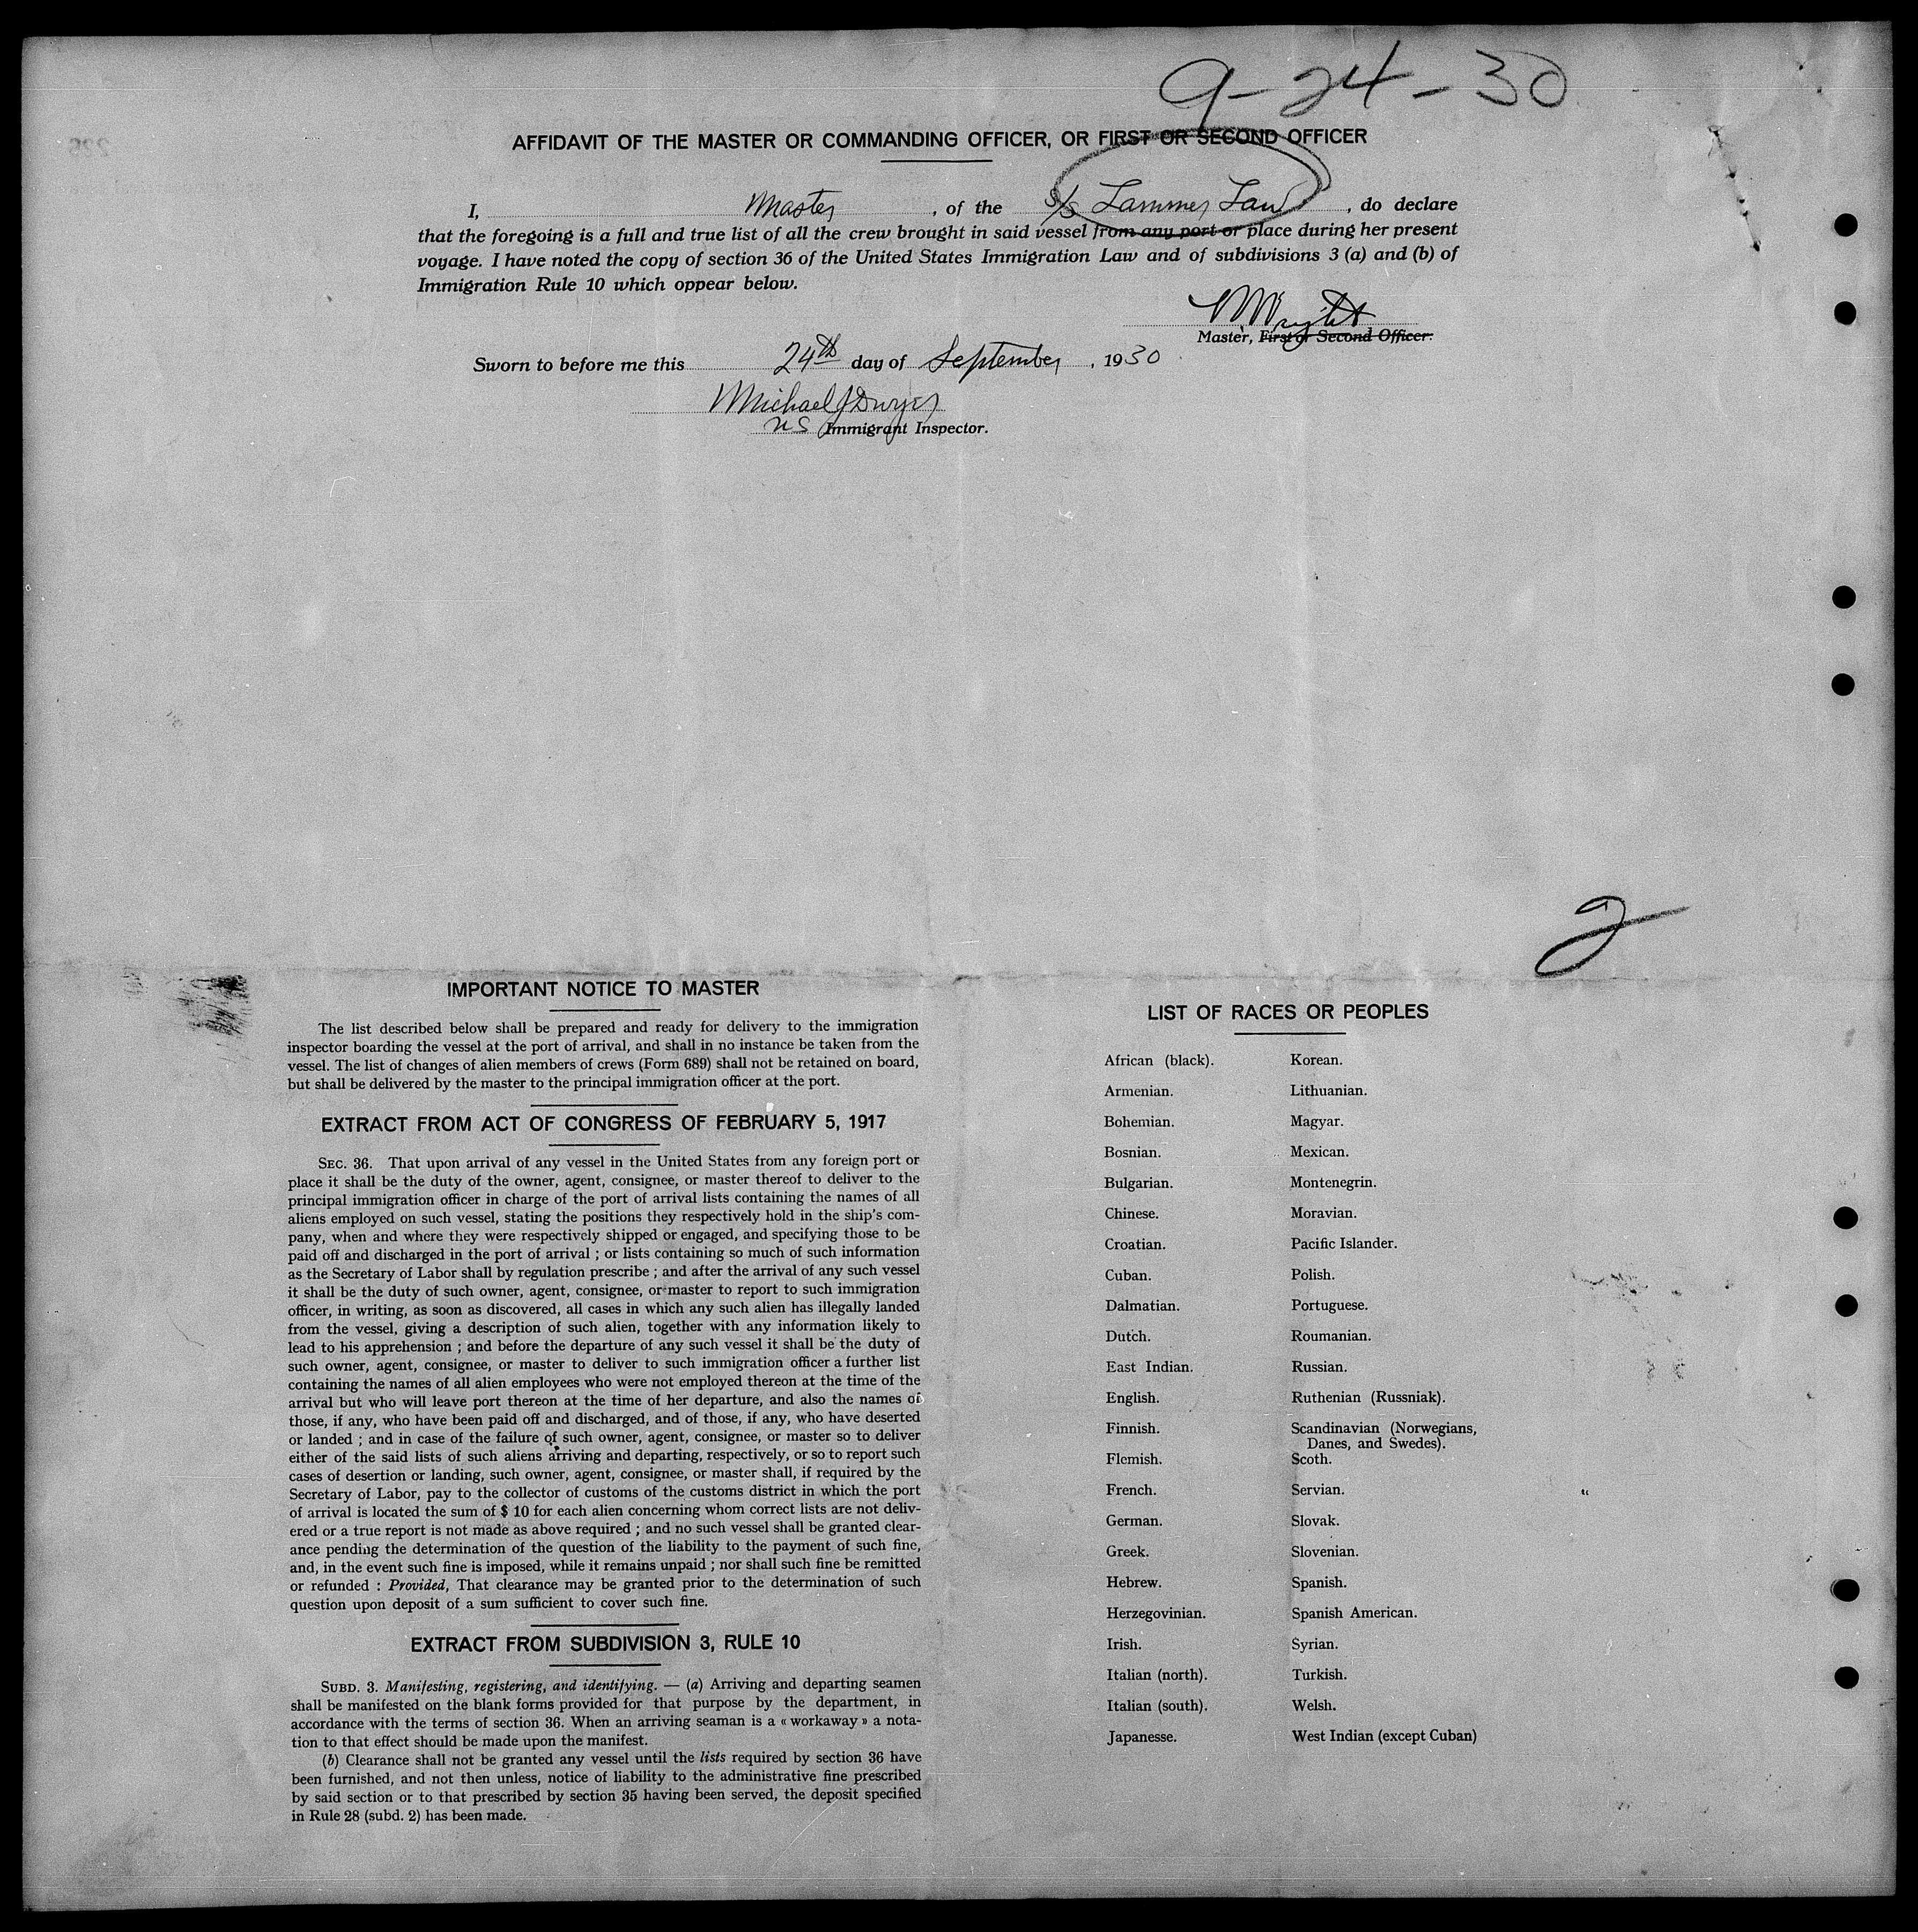 9-24-30
AFFIDAVIT OF THE MASTER OR COMMANDING OFFICER, OR FIRST OR SECOND OFFICER
I, Master, of the S/S Lammer Law, do declare
that the foregoing is a full and true list of all the crew brought in said vessel from any port or place during her present
voyage. I have noted the copy of section 36 of the United States Immigration Law and of subdivisions 3 (a) and (b) of
Immigration Rule 10 which oppear below.
Wright
Master, First or Second Officer.
Sworn to before me this 24th day of September, 1930
Michael J Dwyer
US Immigrant Inspector.
2
IMPORTANT NOTICE TO MASTER
The list described below shall be prepared and ready for delivery to the immigration
inspector boarding the vessel at the port of arrival, and shall in no instance be taken from the
vessel. The list of changes of alien members of crews (Form 689) shall not be retained on board,
but shall be delivered by the master to the principal immigration officer at the port.
EXTRACT FROM ACT OF CONGRESS OF FEBRUARY 5, 1917
SEC. 36. That upon arrival of any vessel in the United States from any foreign port or
place it shall be the duty of the owner, agent, consignee, or master thereof to deliver to the
principal immigration officer in charge of the port of arrival lists containing the names of all
aliens employed on such vessel, stating the positions they respectively hold in the ship's com-
pany, when and where they were respectively shipped or engaged, and specifying those to be
paid off and discharged in the port of arrival ; or lists containing so much of such information
as the Secretary of Labor shall by regulation prescribe ; and after the arrival of any such vessel
it shall be the duty of such owner, agent, consignee, or master to report to such immigration
officer, in writing, as soon as discovered, all cases in which any such alien has illegally landed
from the vessel, giving a description of such alien, together with any information likely to
lead to his apprehension ; and before the departure of any such vessel it shall be the duty of
such owner, agent, consignee, or master to deliver to such immigration officer a further list
containing the names of all alien employees who were not employed thereon at the time of the
arrival but who will leave port thereon at the time of her departure, and also the names of
those, if any, who have been paid off and discharged, and of those, if any, who have deserted
or landed ; and in case of the failure of such owner, agent, consignee, or master so to deliver
either of the said lists of such aliens arriving and departing, respectively, or so to report such
cases of desertion or landing, such owner, agent, consignee, or master shall, if required by the
Secretary of Labor, pay to the collector of customs of the customs district in which the port
of arrival is located the sum of $ 10 for each alien concerning whom correct lists are not deliv-
ered or a true report is not made as above required ; and no such vessel shall be granted clear-
ance pending the determination of the question of the liability to the payment of such fine,
and, in the event such fine is imposed, while it remains unpaid ; nor shall such fine be remitted
or refunded : Provided, That clearance may be granted prior to the determination of such
question upon deposit of a sum sufficient to cover such fine.
EXTRACT FROM SUBDIVISION 3, RULE 10
SUBD. 3. Manifesting, registering, and identifying. — (a) Arriving and departing seamen
shall be manifested on the blank forms provided for that purpose by the department, in
accordance with the terms of section 36. When an arriving seaman is a « workaway » a nota-
tion to that effect should be made upon the manifest.
(b) Clearance shall not be granted any vessel until the lists required by section 36 have
been furnished, and not then unless, notice of liability to the administrative fine prescribed
by said section or to that prescribed by section 35 having been served, the deposit specified
in Rule 28 (subd. 2) has been made.
LIST OF RACES OR PEOPLES
African (black). Korean.
Armenian. Lithuanian.
Bohemian. Magyar.
Bosnian. Mexican.
Bulgarian. Montenegrin.
Chinese. Moravian.
Croatian. Pacific Islander.
Cuban. Polish.
Dalmatian. Portuguese.
Dutch. Roumanian.
East Indian. Russian.
English. Ruthenian (Russniak).
Finnish. Scandinavian (Norwegians,
Danes, and Swedes).
Flemish. Scoth.
French. Servian.
German. Slovak.
Greek. Slovenian.
Hebrew. Spanish.
Herzegovinian. Spanish American.
Irish. Syrian.
Italian (north). Turkish.
Italian (south). Welsh.
Japanesse. West Indian (except Cuban)